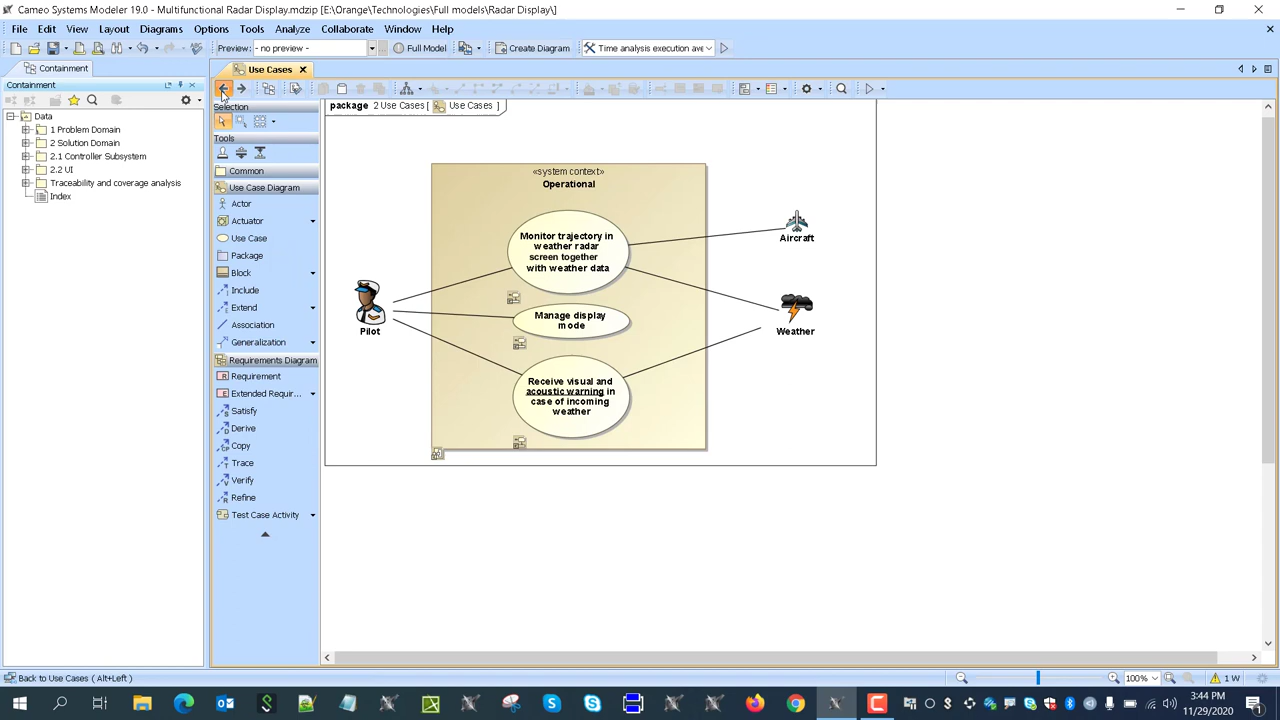 Cameo Systems Modeler 19.0 - Multifunctional Radar Display.mdzip [E:\Orange\Technologies\Full models\Radar Display\]
File Edit View Layout Diagrams Options Tools Analyze Collaborate Window Help
Preview: - no preview - ... Full Model Create Diagram Time analysis execution ave
Containment
Use Cases
Containment
Data
1 Problem Domain
2 Solution Domain
2.1 Controller Subsystem
2.2 UI
Traceability and coverage analysis
Index
Selection
Tools
Common
Use Case Diagram
Actor
Actuator
Use Case
Package
Block
Include
Extend
Association
Generalization
Requirements Diagram
Requirement
Extended Requir...
Satisfy
Derive
Copy
Trace
Verify
Refine
Test Case Activity
package 2 Use Cases [ Use Cases ]
«system context»
Operational
Monitor trajectory in
weather radar
screen together
with weather data
Manage display
mode
Receive visual and
acoustic warning in
case of incoming
weather
Pilot
Aircraft
Weather
Back to Use Cases ( Alt+Left )
100%
1 W
3:44 PM
11/29/2020